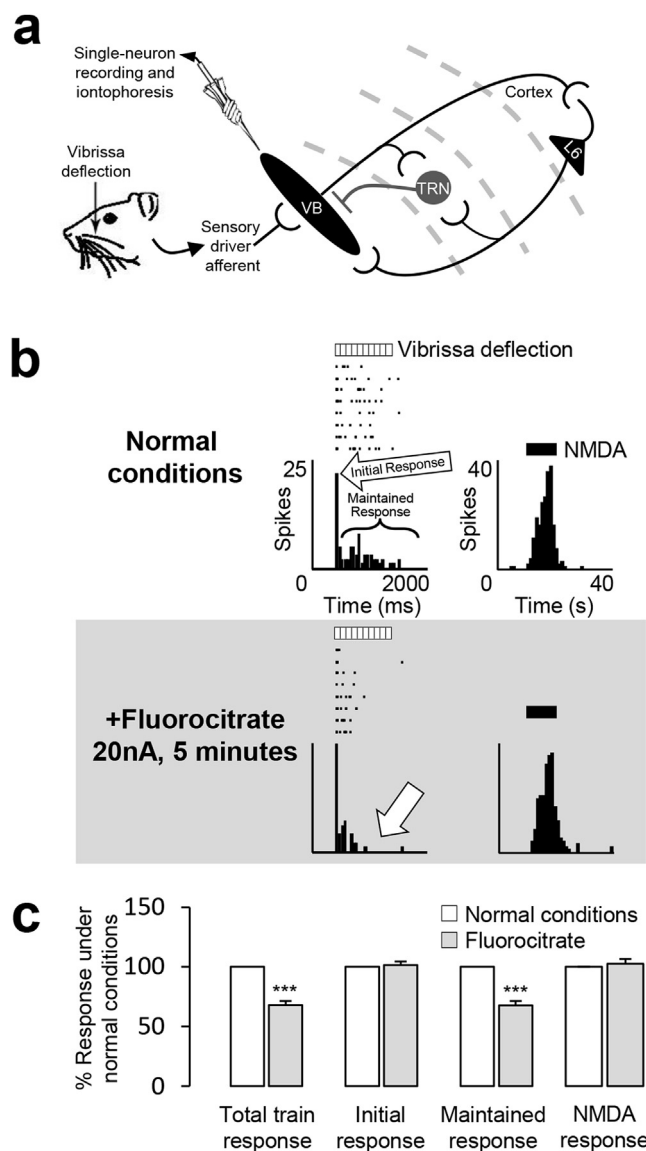 a
Single-neuron
recording and
iontophoresis
Vibrissa
deflection
Sensory
driver
afferent
VB
TRN
Cortex
L6
b
Vibrissa deflection
Normal
conditions
25
Initial Response
Maintained
Response
Spikes
0
2000
Time (ms)
NMDA
40
Spikes
0
40
Time (s)
+Fluorocitrate
20nA, 5 minutes
c
% Response under
normal conditions
150
100
50
0
Normal conditions
Fluorocitrate
***
***
Total train
response
Initial
response
Maintained
response
NMDA
response